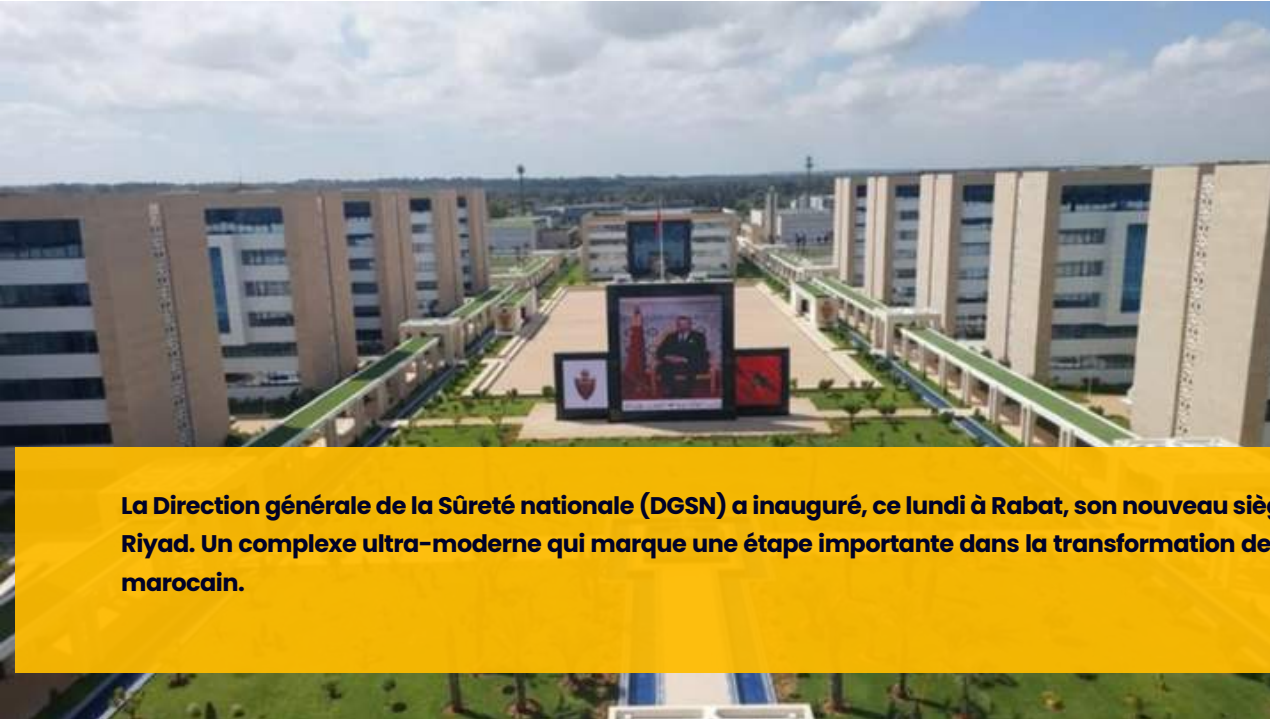 La Direction générale de la Sûreté nationale (DGSN) a inauguré, ce lundi à Rabat, son nouveau siè
Riyad. Un complexe ultra-moderne qui marque une étape importante dans la transformation de
marocain.